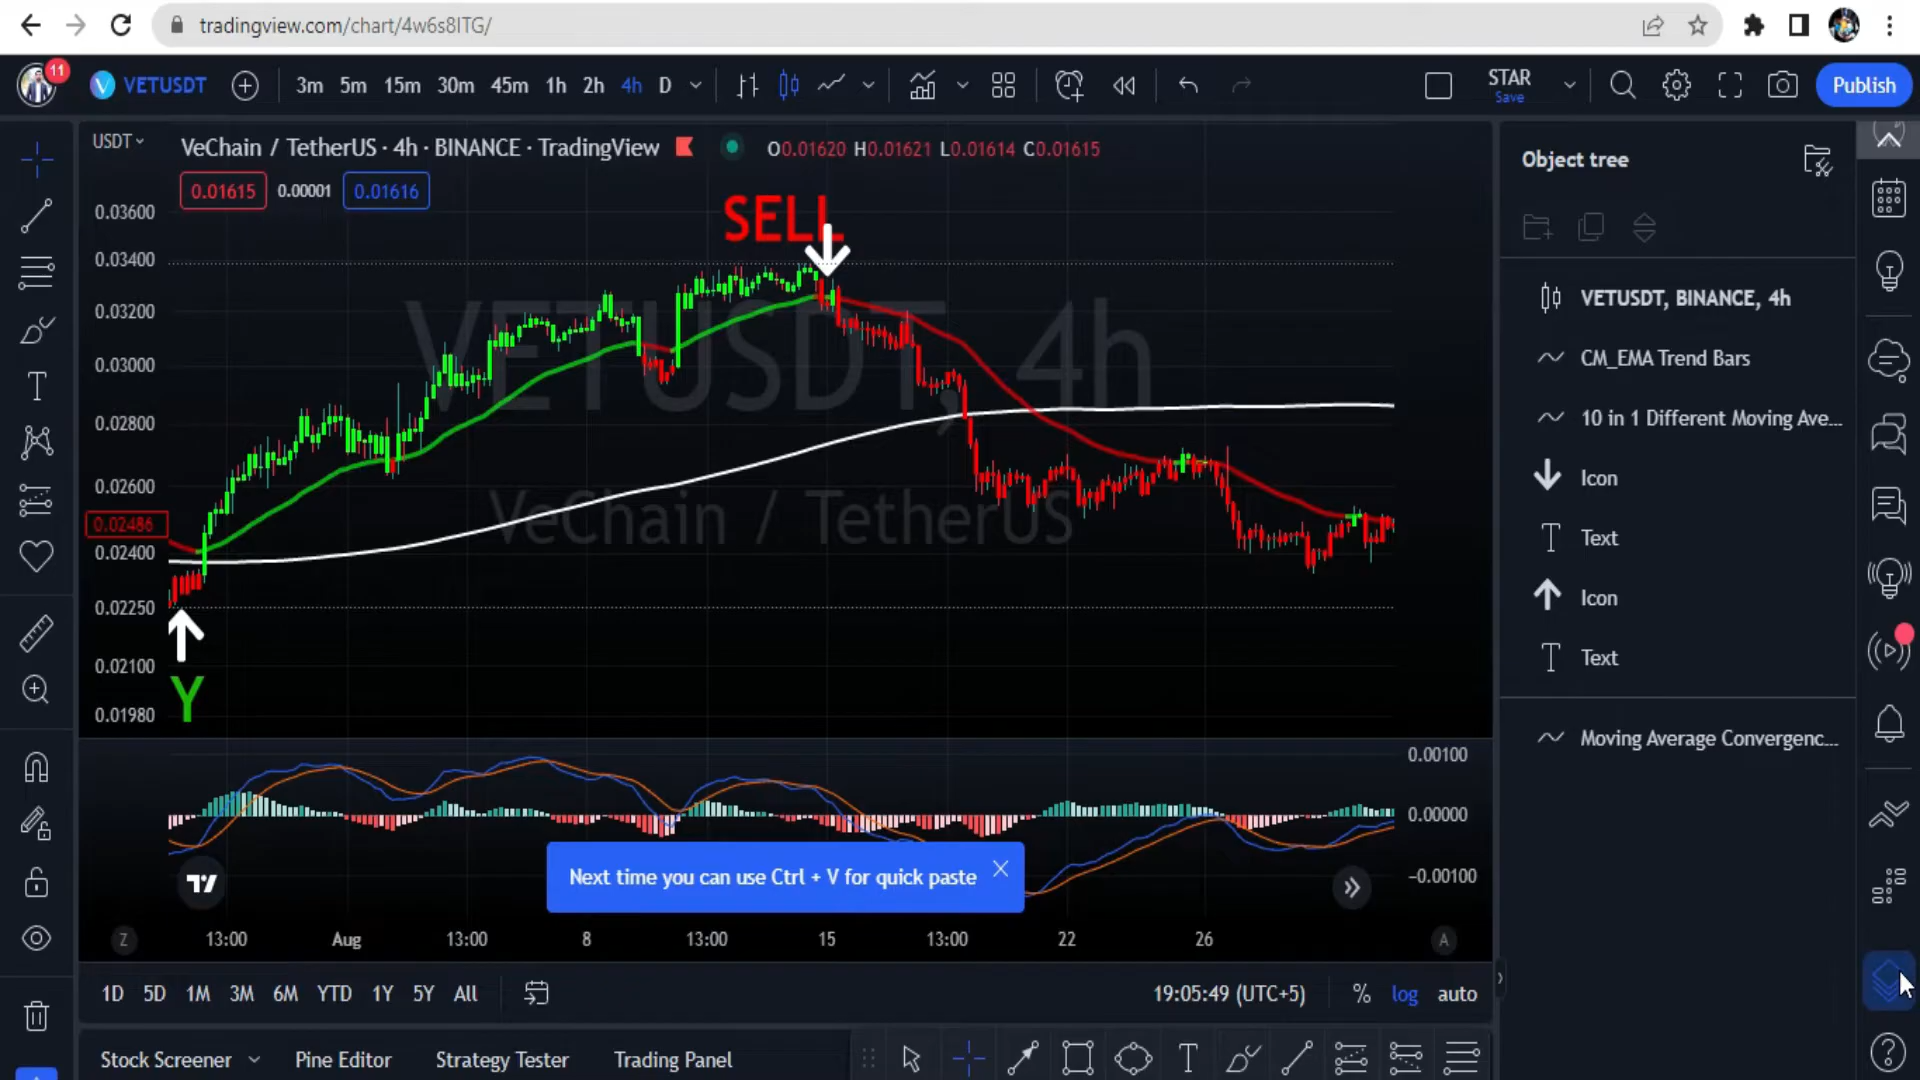 tradingview.com/chart/4w6s8ITG/
11
VETUSDT 3m 5m 15m 30m 45m 1h 2h 4h D STAR Save Publish
USDT VeChain / TetherUS · 4h · BINANCE · TradingView O0.01620 H0.01621 L0.01614 C0.01615
0.01615 0.00001 0.01616
SELL
0.03600
0.03400
0.03200
0.03000
0.02800
0.02600
0.02486
0.02400
0.02250
0.02100
0.01980
VETUSDT, 4h
VeChain / TetherUS
Y
0.00100
0.00000
−0.00100
Next time you can use Ctrl + V for quick paste
Z 13:00 Aug 13:00 8 13:00 15 13:00 22 26 A
1D 5D 1M 3M 6M YTD 1Y 5Y All 19:05:49 (UTC+5) % log auto
Stock Screener Pine Editor Strategy Tester Trading Panel
Object tree
VETUSDT, BINANCE, 4h
CM_EMA Trend Bars
10 in 1 Different Moving Ave...
Icon
Text
Icon
Text
Moving Average Convergenc...